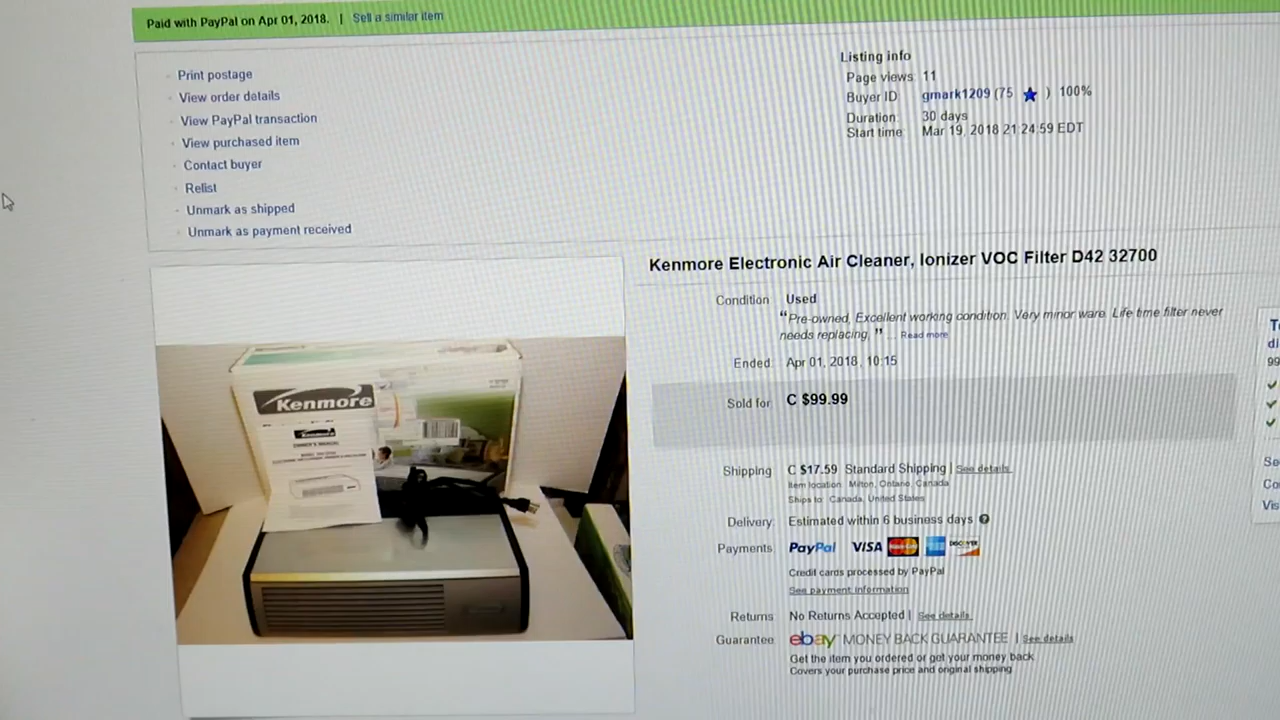 Paid with PayPal on Apr 01, 2018. | Sell a similar item
Print postage
View order details
View PayPal transaction
View purchased item
Contact buyer
Relist
Unmark as shipped
Unmark as payment received
Listing info
Page views: 11
Buyer ID: gmark1209 (75 ) 100%
Duration: 30 days
Start time: Mar 19, 2018 21:24:59 EDT
Kenmore Electronic Air Cleaner, Ionizer VOC Filter D42 32700
Condition: Used
“Pre-owned, Excellent working condition. Very minor ware. Life time filter never
needs replacing, ” ... Read more
Ended: Apr 01, 2018, 10:15
Sold for: C $99.99
Shipping: C $17.59 Standard Shipping | See details
Item location: Milton, Ontario, Canada
Ships to: Canada, United States
Delivery: Estimated within 6 business days
Payments: PayPal VISA MasterCard DISCOVER
Credit cards processed by PayPal
See payment information
Returns: No Returns Accepted | See details
Guarantee: ebay MONEY BACK GUARANTEE | See details
Get the item you ordered or get your money back
Covers your purchase price and original shipping
Kenmore
Kenmore
OWNER'S MANUAL
99